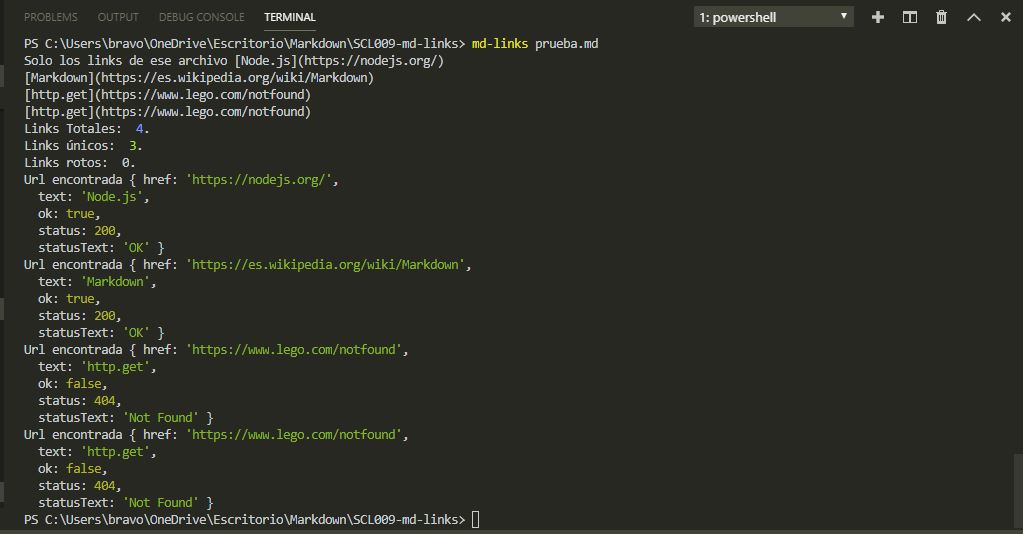 PROBLEMS OUTPUT DEBUG CONSOLE TERMINAL 1: powershell
PS C:\Users\bravo\OneDrive\Escritorio\Markdown\SCL009-md-links> md-links prueba.md
Solo los links de ese archivo [Node.js](https://nodejs.org/)
[Markdown](https://es.wikipedia.org/wiki/Markdown)
[http.get](https://www.lego.com/notfound)
[http.get](https://www.lego.com/notfound)
Links Totales:  4.
Links únicos:  3.
Links rotos:  0.
Url encontrada { href: 'https://nodejs.org/',
  text: 'Node.js',
  ok: true,
  status: 200,
  statusText: 'OK' }
Url encontrada { href: 'https://es.wikipedia.org/wiki/Markdown',
  text: 'Markdown',
  ok: true,
  status: 200,
  statusText: 'OK' }
Url encontrada { href: 'https://www.lego.com/notfound',
  text: 'http.get',
  ok: false,
  status: 404,
  statusText: 'Not Found' }
Url encontrada { href: 'https://www.lego.com/notfound',
  text: 'http.get',
  ok: false,
  status: 404,
  statusText: 'Not Found' }
PS C:\Users\bravo\OneDrive\Escritorio\Markdown\SCL009-md-links>